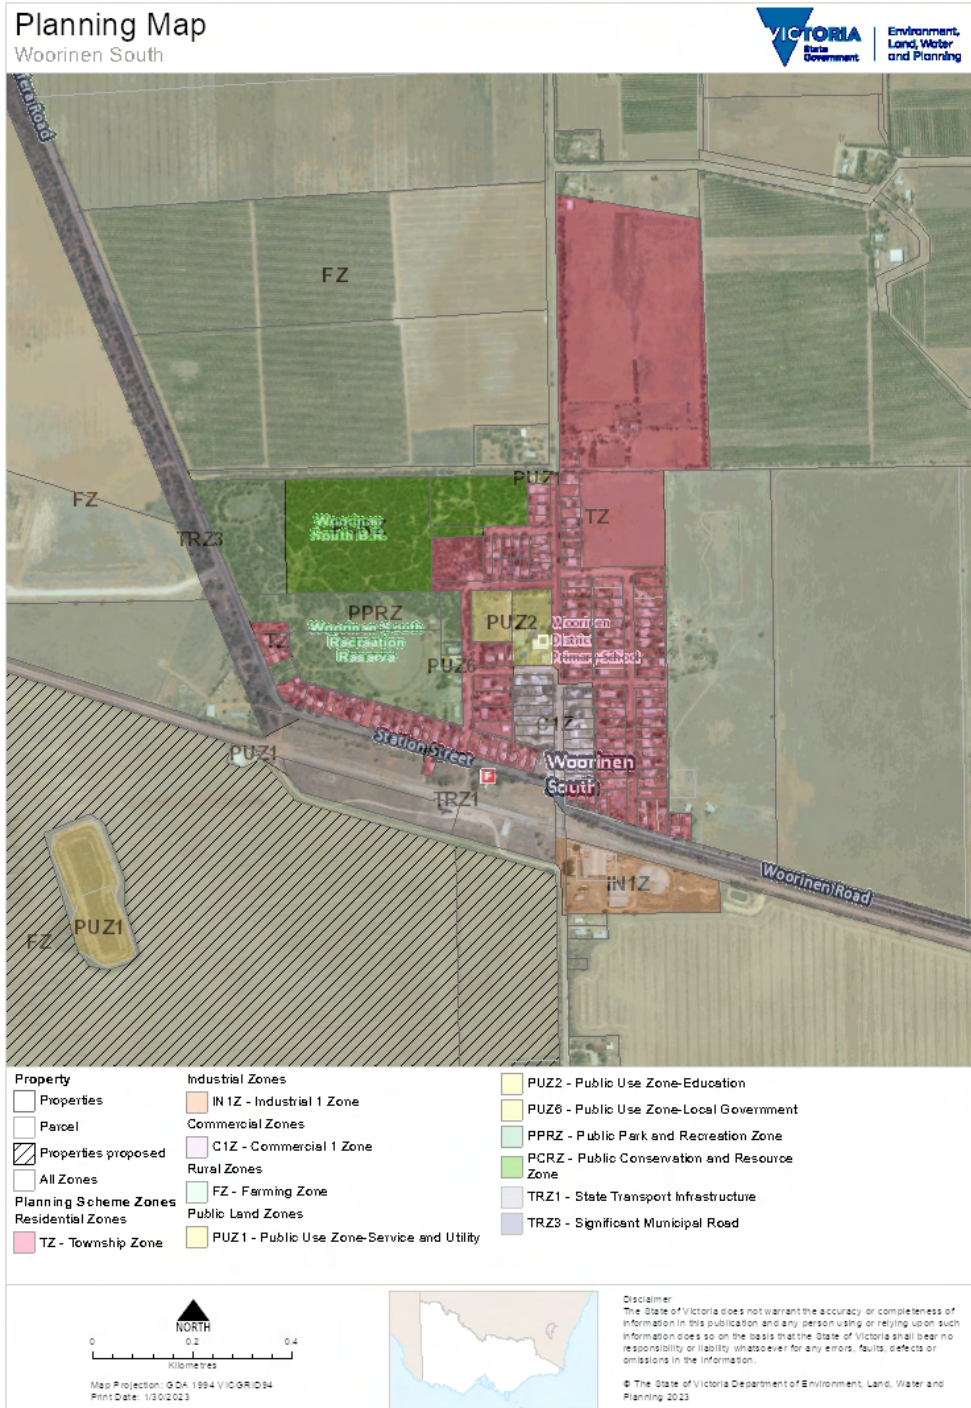 Planning Map
Woorinen South
VICTORIA
State
Government
Environment,
Land, Water
and Planning
Road
FZ
PUZ1
FZ
TZ
TRZ3
South B.R.
PPRZ
Woorinen South
Recreation
Reserve
TZ
PUZ2
Woorinen
District
Primary School
PUZ6
C1Z
Station Street
PUZ1
F
Woorinen
South
TRZ1
Woorinen Road
IN1Z
PUZ1
FZ
Property
Properties
Parcel
Properties proposed
All Zones
Planning Scheme Zones
Residential Zones
TZ - Township Zone
Industrial Zones
IN1Z - Industrial 1 Zone
Commercial Zones
C1Z - Commercial 1 Zone
Rural Zones
FZ - Farming Zone
Public Land Zones
PUZ1 - Public Use Zone-Service and Utility
PUZ2 - Public Use Zone-Education
PUZ6 - Public Use Zone-Local Government
PPRZ - Public Park and Recreation Zone
PCRZ - Public Conservation and Resource
Zone
TRZ1 - State Transport Infrastructure
TRZ3 - Significant Municipal Road
NORTH
0 0.2 0.4
Kilometres
Map Projection: GDA 1994 VICGRID94
Print Date: 1/30/2023
Disclaimer
The State of Victoria does not warrant the accuracy or completeness of
information in this publication and any person using or relying upon such
information does so on the basis that the State of Victoria shall bear no
responsibility or liability whatsoever for any errors, faults, defects or
omissions in the information.
© The State of Victoria Department of Environment, Land, Water and
Planning 2023